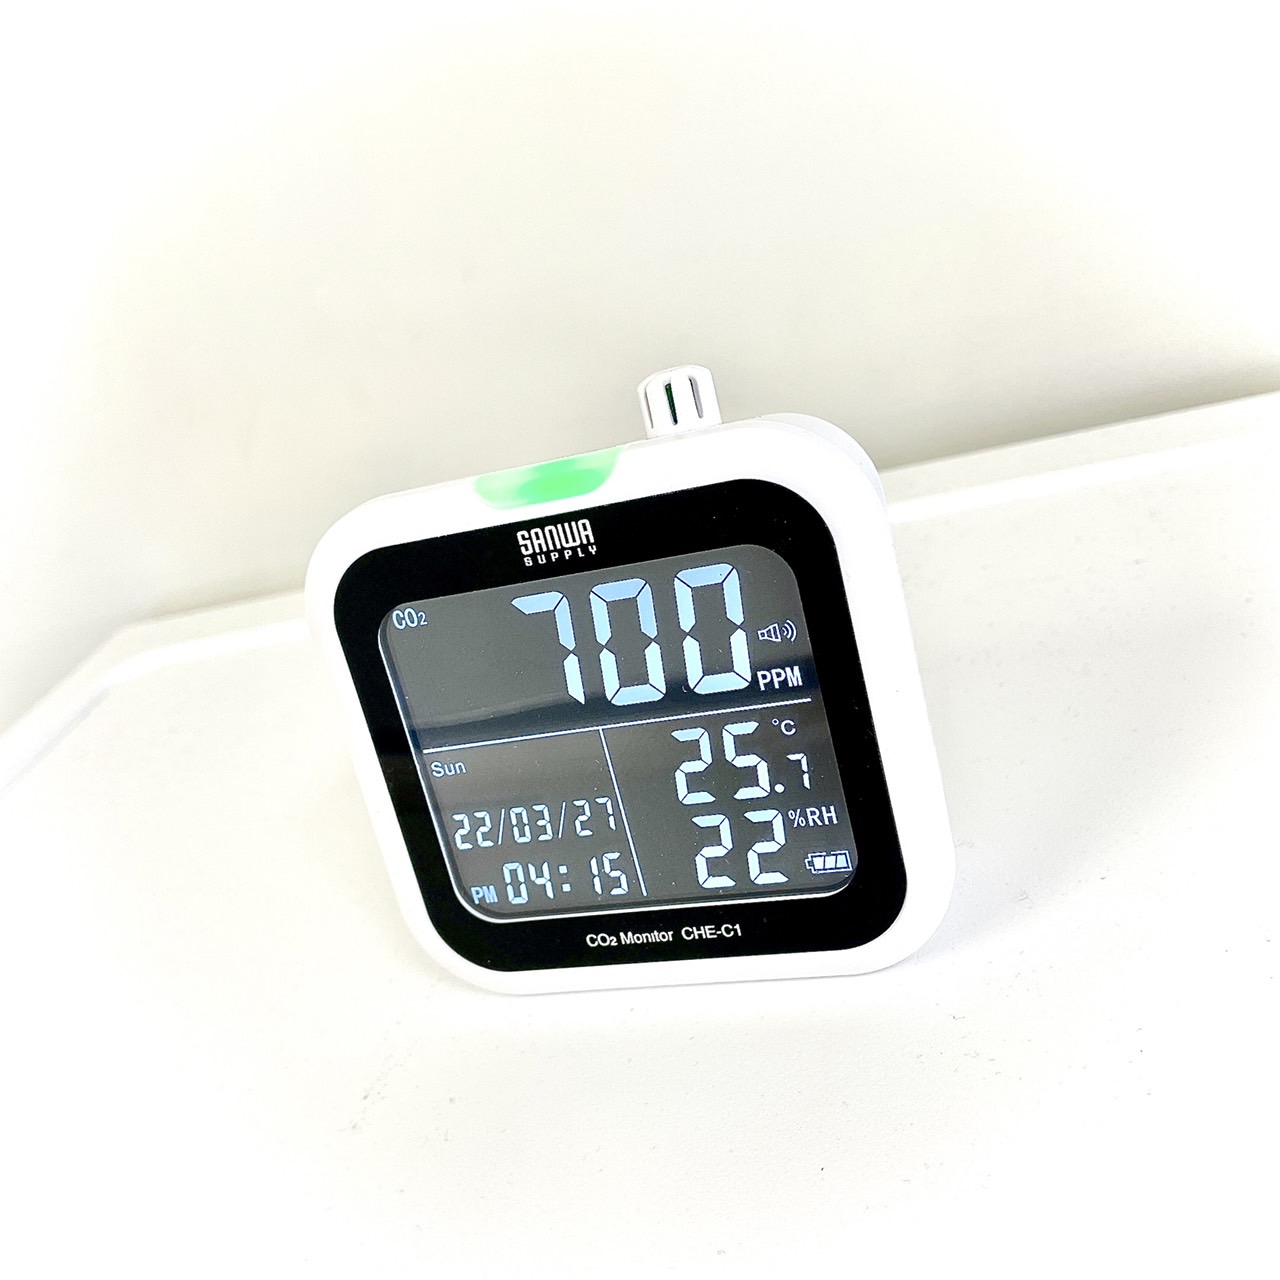 SANWA
SUPPLY
CO₂ 700 PPM
Sun
22/03/27
PM 04:15
25.7 °C
22 %RH
CO₂ Monitor CHE-C1